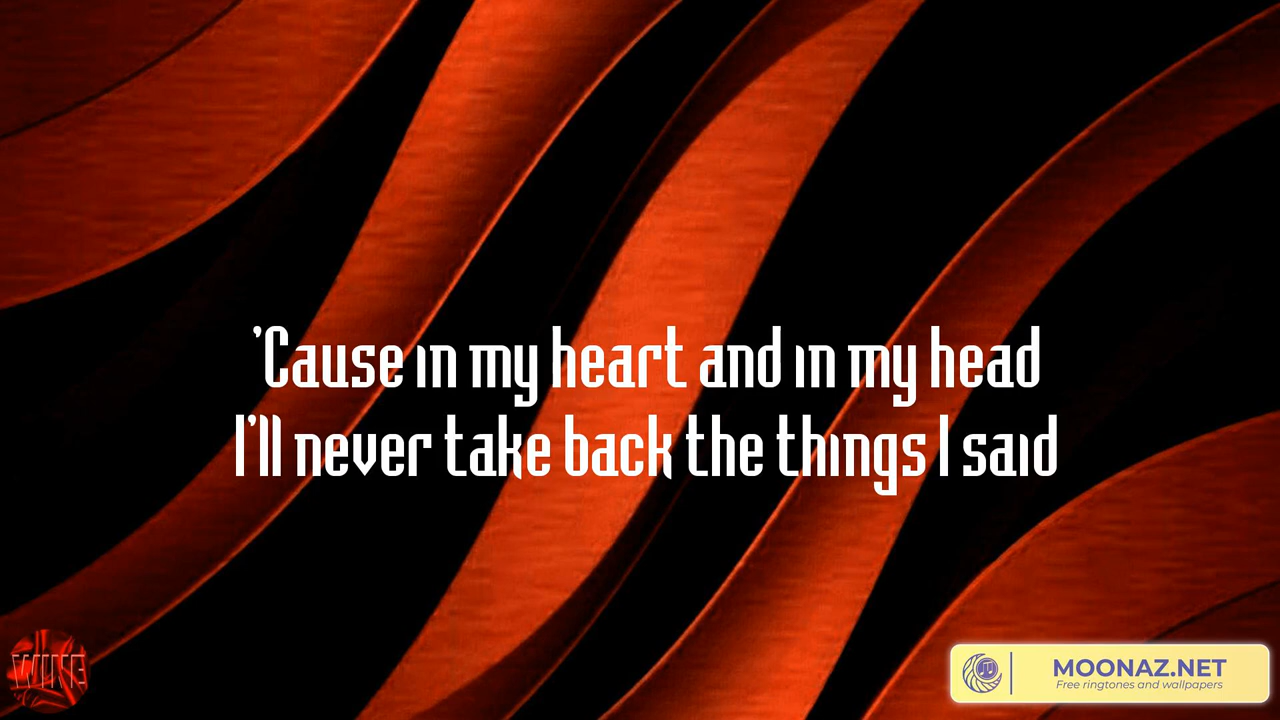 'Cause in my heart and in my head
I'll never take back the things I said
WING
MOONAZ.NET
Free ringtones and wallpapers